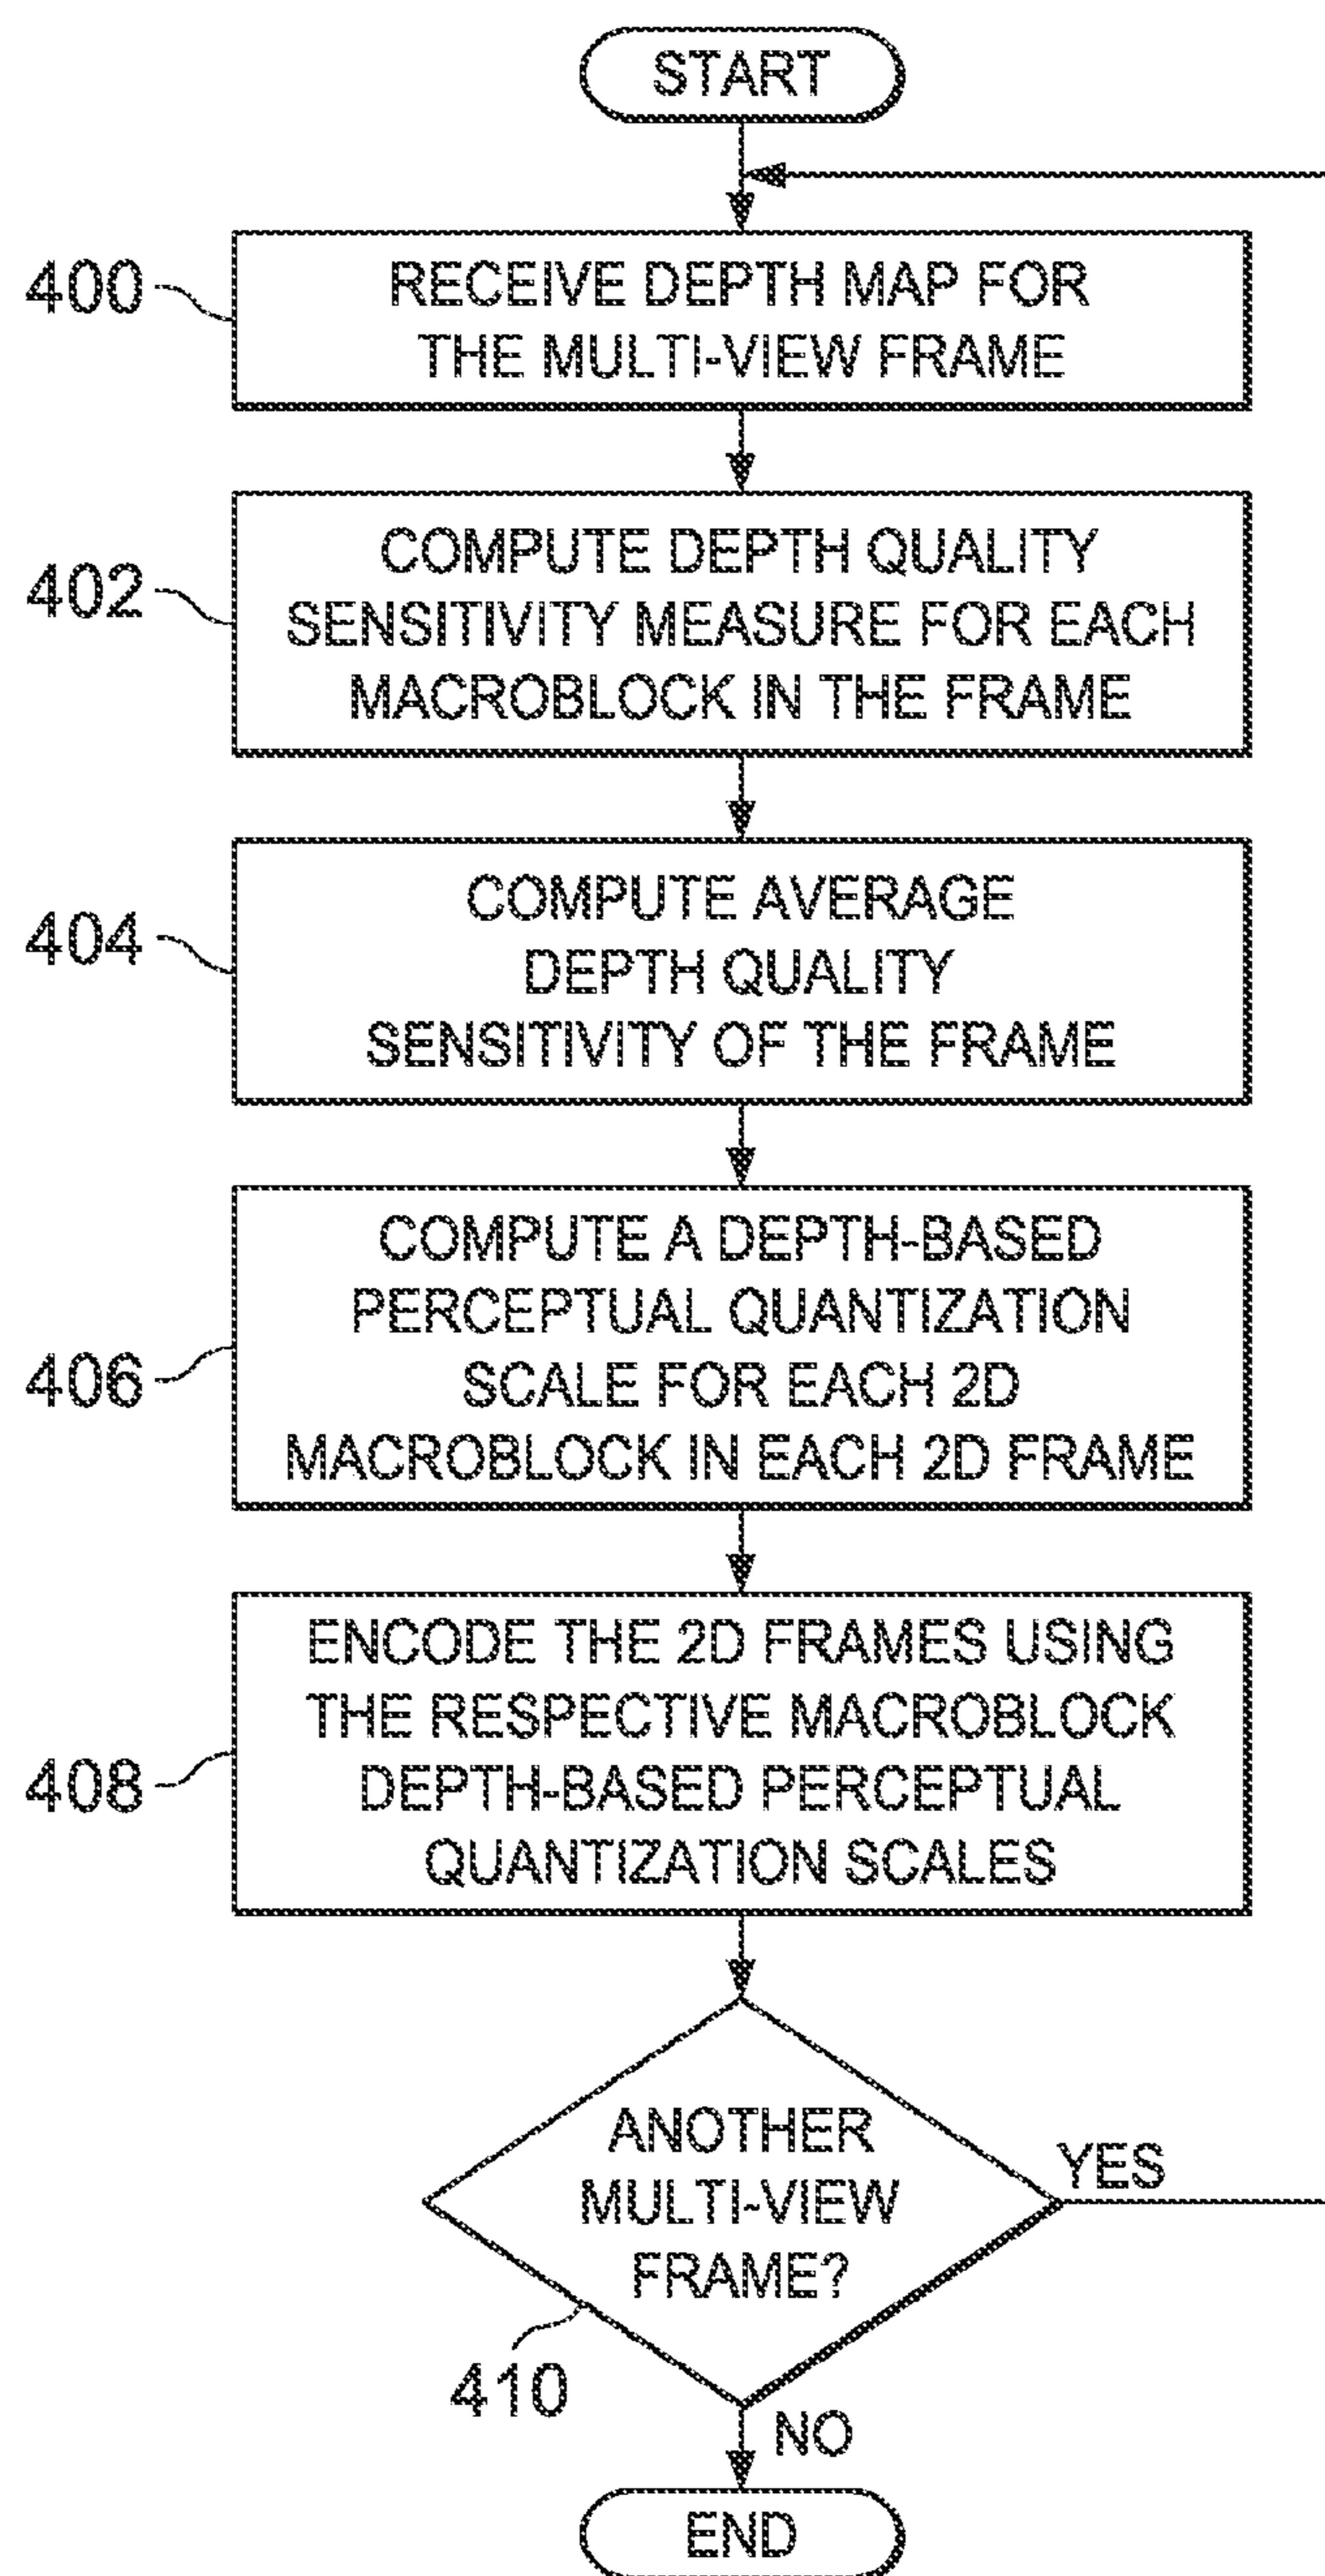 START
400
RECEIVE DEPTH MAP FOR
THE MULTI-VIEW FRAME
402
COMPUTE DEPTH QUALITY
SENSITIVITY MEASURE FOR EACH
MACROBLOCK IN THE FRAME
404
COMPUTE AVERAGE
DEPTH QUALITY
SENSITIVITY OF THE FRAME
406
COMPUTE A DEPTH-BASED
PERCEPTUAL QUANTIZATION
SCALE FOR EACH 2D
MACROBLOCK IN EACH 2D FRAME
408
ENCODE THE 2D FRAMES USING
THE RESPECTIVE MACROBLOCK
DEPTH-BASED PERCEPTUAL
QUANTIZATION SCALES
ANOTHER
MULTI-VIEW
FRAME?
YES
410
NO
END